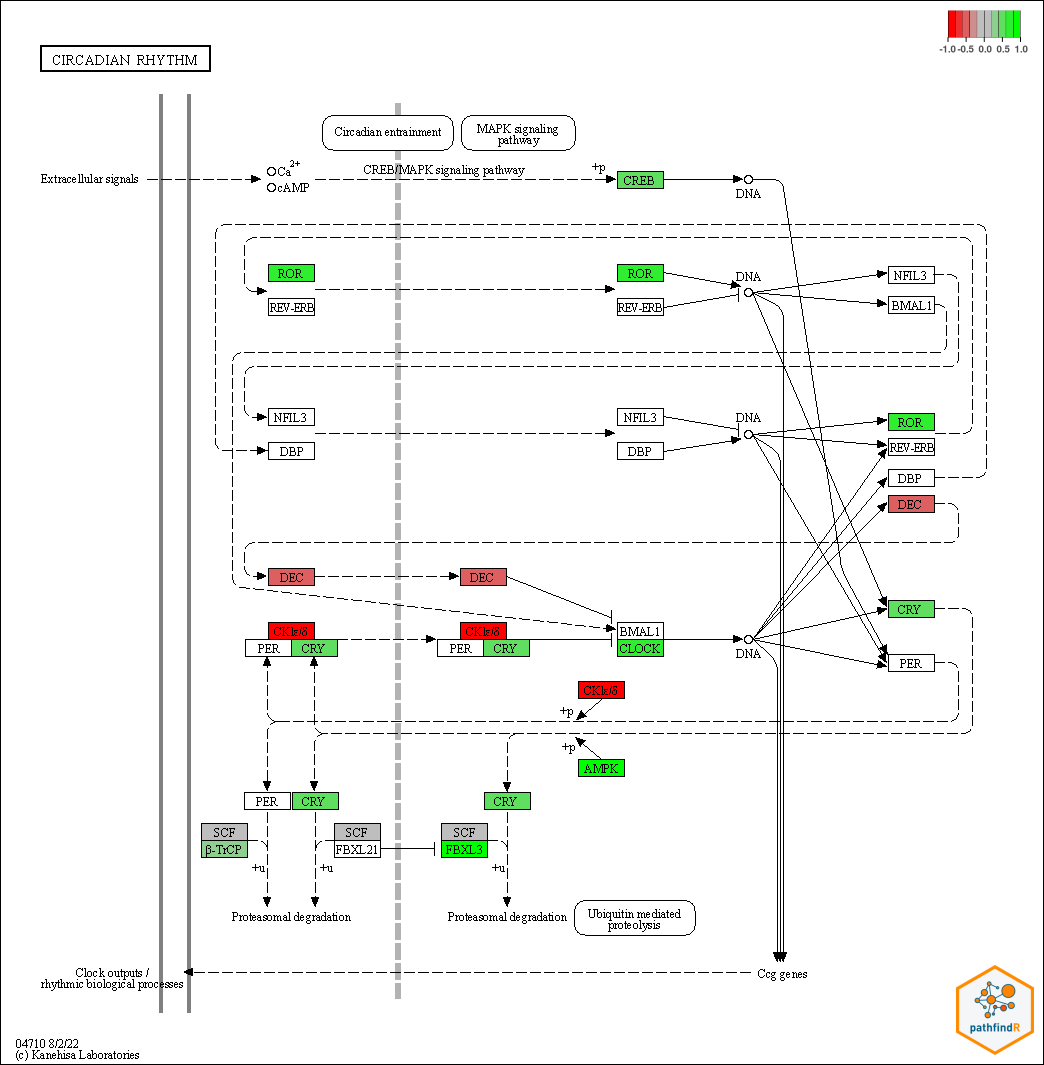 -1.0 -0.5 0.0 0.5 1.0
CIRCADIAN RHYTHM
Circadian entrainment
MAPK signaling
pathway
Extracellular signals
Ca2+
cAMP
CREB/MAPK signaling pathway
+p
CREB
DNA
ROR
REV-ERB
ROR
REV-ERB
DNA
NFIL3
BMAL1
NFIL3
DBP
NFIL3
DBP
DNA
ROR
REV-ERB
DBP
DEC
DEC
DEC
CKIε/δ
PER
CRY
CKIε/δ
PER
CRY
BMAL1
CLOCK
DNA
CRY
PER
CKIε/δ
+p
+p
AMPK
PER
CRY
CRY
SCF
β-TrCP
SCF
FBXL21
SCF
FBXL3
+u
+u
+u
Proteasomal degradation
Proteasomal degradation
Ubiquitin mediated
proteolysis
Clock outputs /
rhythmic biological processes
Ccg genes
pathfindR
04710 8/2/22
(c) Kanehisa Laboratories